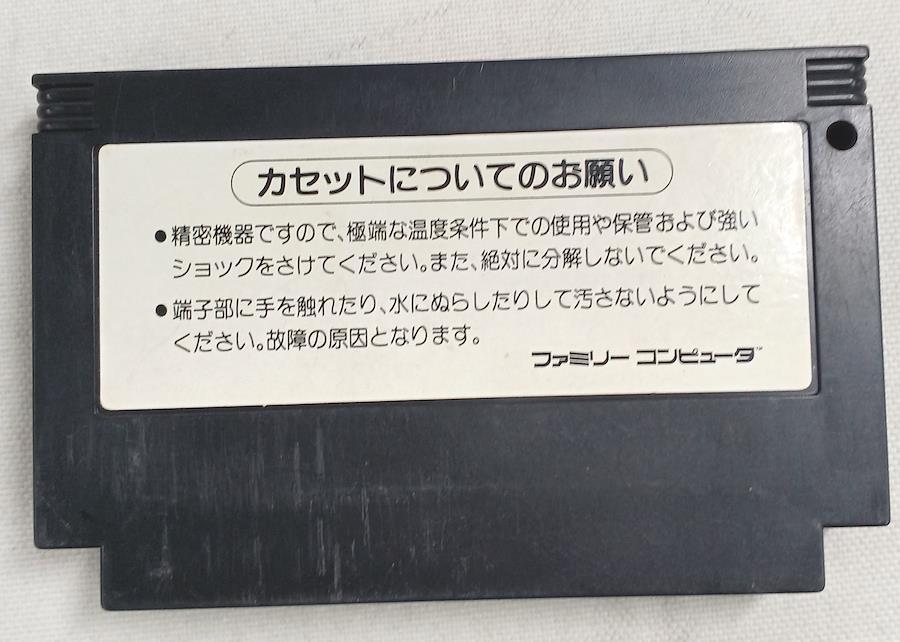 カセットについてのお願い
●精密機器ですので、極端な温度条件下での使用や保管および強い
ショックをさけてください。また、絶対に分解しないでください。
●端子部に手を触れたり、水にぬらしたりして汚さないようにして
ください。故障の原因となります。
ファミリー コンピュータ™